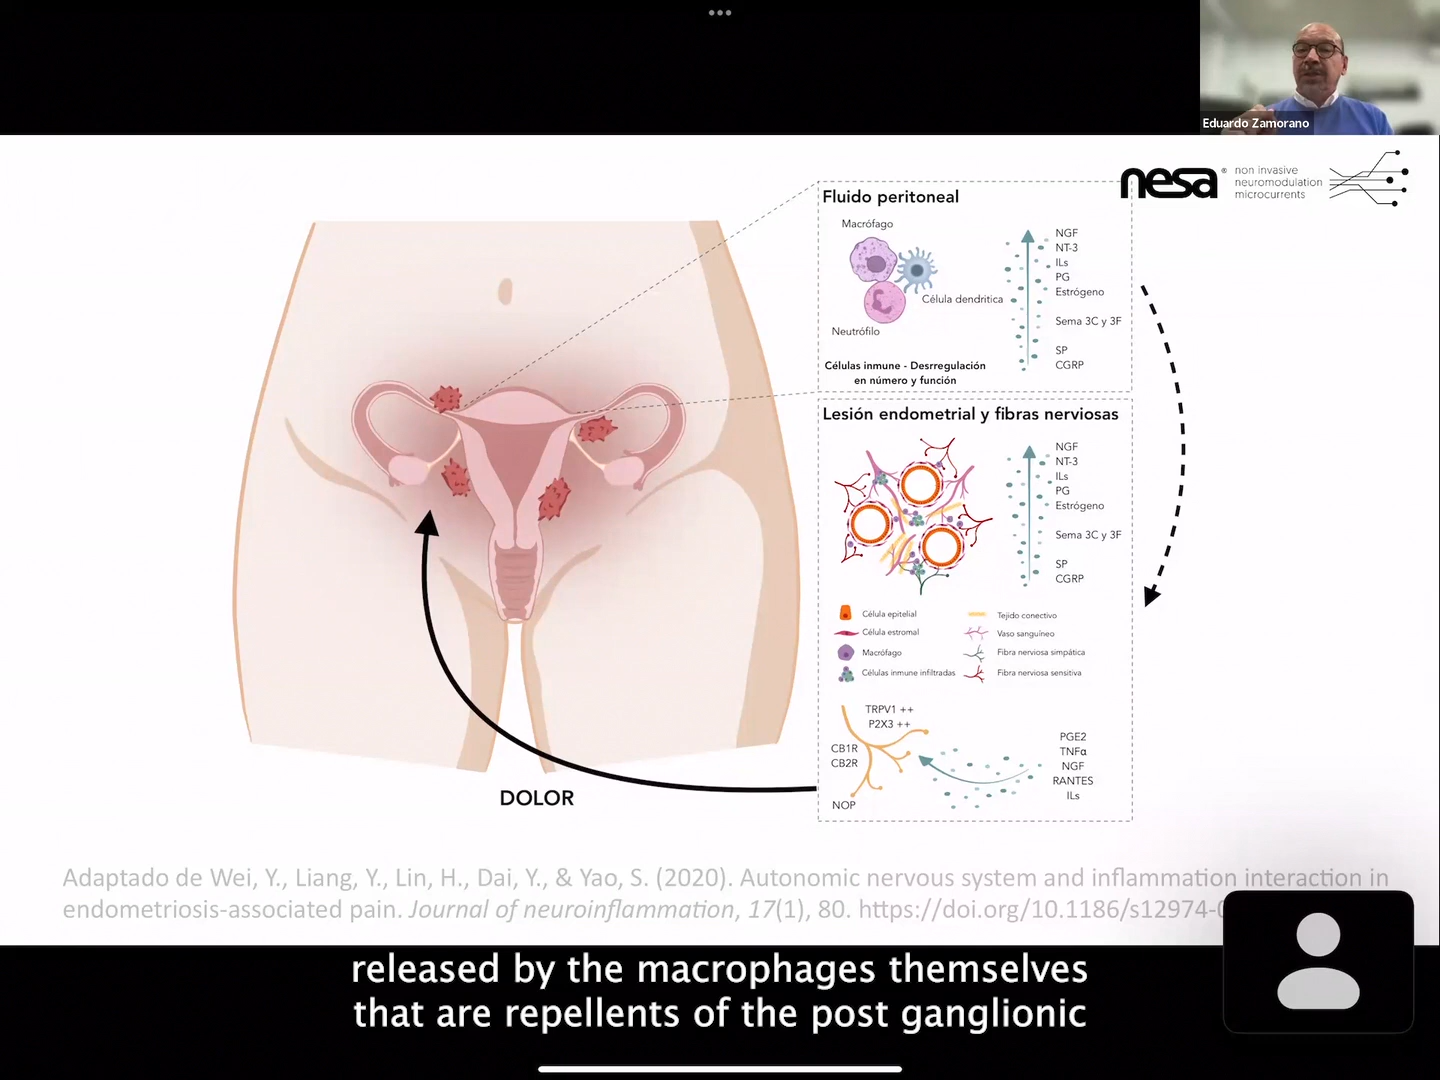 Eduardo Zamorano
nesa®
non invasive
neuromodulation
microcurrents
Fluido peritoneal
Macrófago
Célula dendrítica
Neutrófilo
Células inmune - Desrregulación
en número y función
NGF
NT-3
ILs
PG
Estrógeno
Sema 3C y 3F
SP
CGRP
Lesión endometrial y fibras nerviosas
NGF
NT-3
ILs
PG
Estrógeno
Sema 3C y 3F
SP
CGRP
Célula epitelial
Célula estromal
Macrófago
Células inmune infiltradas
Tejido conectivo
Vaso sanguíneo
Fibra nerviosa simpática
Fibra nerviosa sensitiva
TRPV1 ++
P2X3 ++
CB1R
CB2R
NOP
PGE2
TNFα
NGF
RANTES
ILs
DOLOR
Adaptado de Wei, Y., Liang, Y., Lin, H., Dai, Y., & Yao, S. (2020). Autonomic nervous system and inflammation interaction in
endometriosis-associated pain. Journal of neuroinflammation, 17(1), 80. https://doi.org/10.1186/s12974-0
released by the macrophages themselves
that are repellents of the post ganglionic